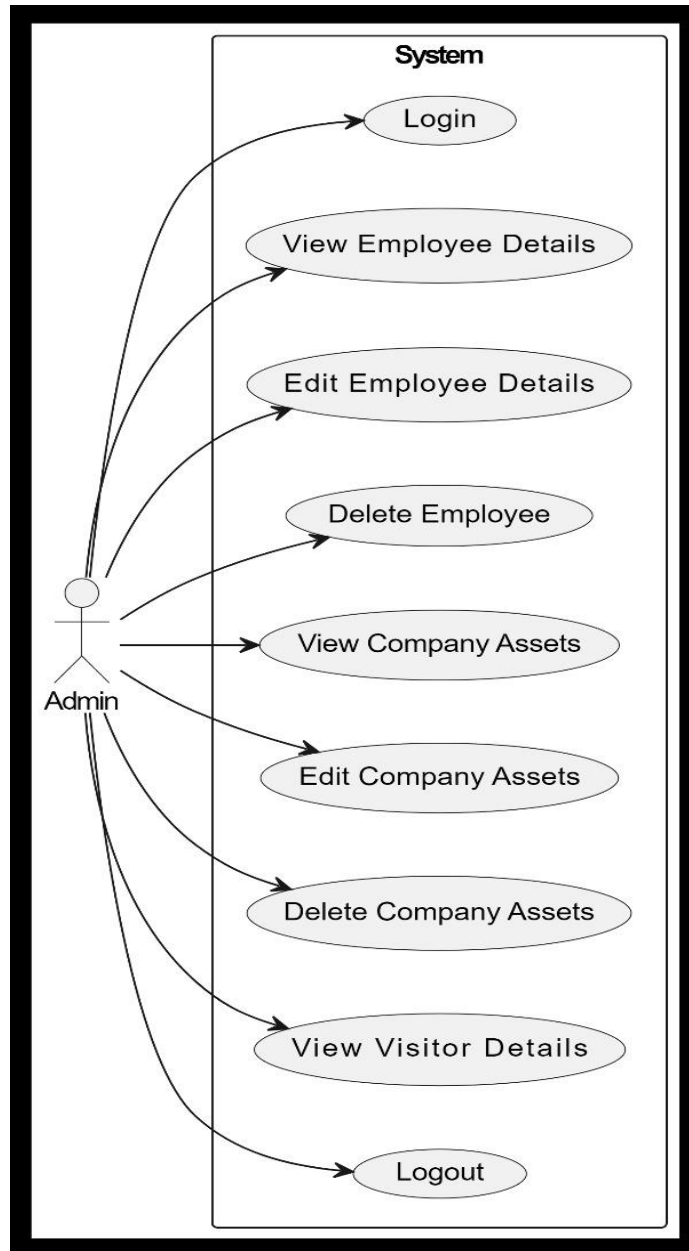 System
Login
View Employee Details
Edit Employee Details
Delete Employee
View Company Assets
Admin
Edit Company Assets
Delete Company Assets
View Visitor Details
Logout